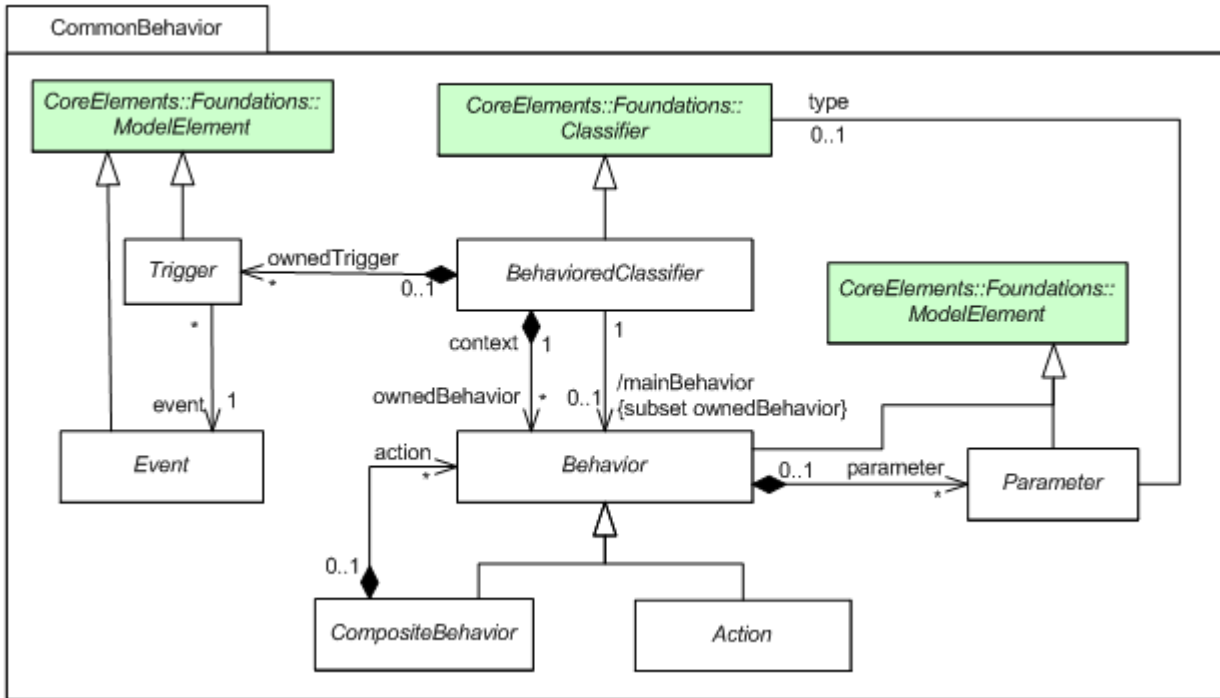 CommonBehavior
CoreElements::Foundations::
ModelElement
CoreElements::Foundations::
Classifier
type
0..1
Trigger
ownedTrigger
*
0..1
BehavioredClassifier
CoreElements::Foundations::
ModelElement
*
context
1
1
event
1
ownedBehavior
*
0..1
/mainBehavior
{subset ownedBehavior}
Event
action
*
Behavior
0..1
parameter
*
Parameter
0..1
CompositeBehavior
Action